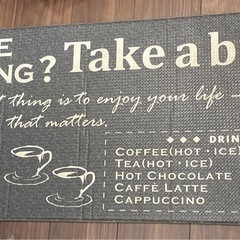 E
NG? Take a b
t thing is to enjoy your life —
that matters.
◆◆◆ DRIN
COFFEE(HOT・ICE)
TEA(HOT・ICE)
HOT CHOCOLATE
CAFFÈ LATTE
CAPPUCCINO